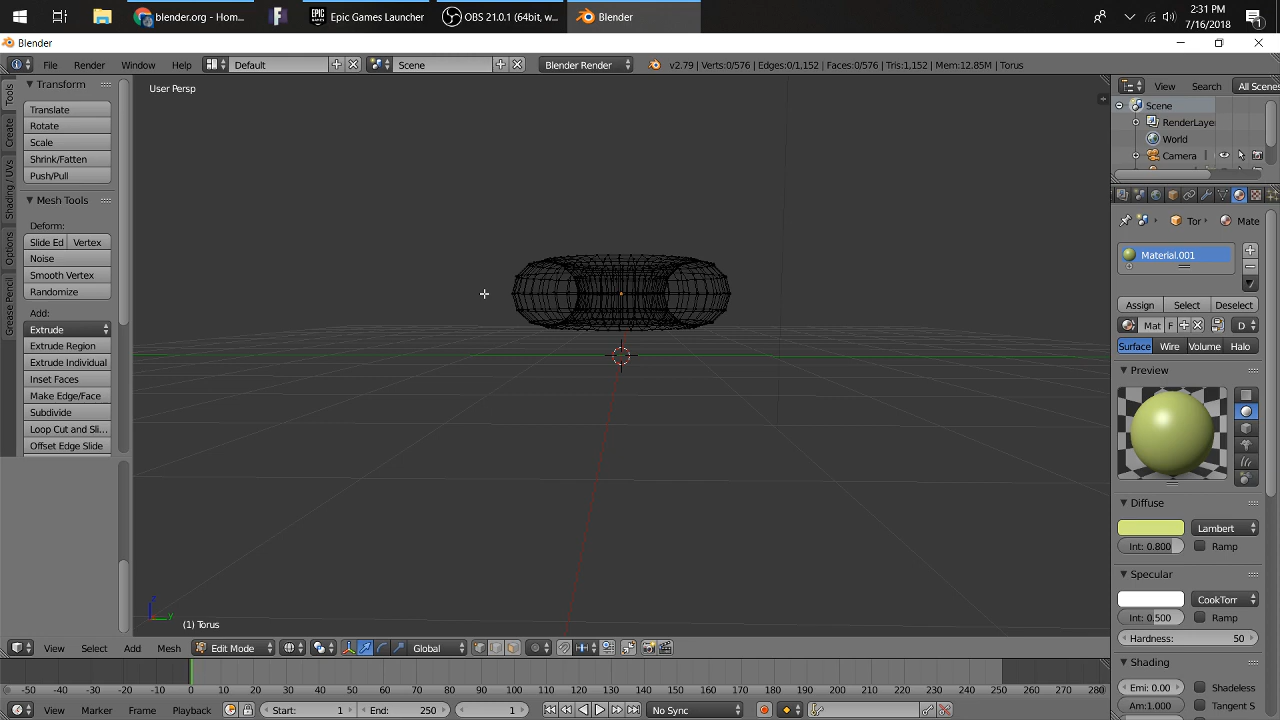 blender.org - Hom...
Epic Games Launcher
OBS 21.0.1 (64bit, w...
Blender
2:31 PM
7/16/2018
1
Blender
File Render Window Help
Default
Scene
Blender Render
v2.79 | Verts:0/576 | Edges:0/1,152 | Faces:0/576 | Tris:1,152 | Mem:12.85M | Torus
Tools
Create
Shading / UVs
Options
Grease Pencil
Transform
Translate
Rotate
Scale
Shrink/Fatten
Push/Pull
Mesh Tools
Deform:
Slide Ed Vertex
Noise
Smooth Vertex
Randomize
Add:
Extrude
Extrude Region
Extrude Individual
Inset Faces
Make Edge/Face
Subdivide
Loop Cut and Sli...
Offset Edge Slide
User Persp
z
y
(1) Torus
View Search All Scenes
Scene
RenderLaye
World
Camera
Tor Mate
Material.001
Assign Select Deselect
Mat F D
Surface Wire Volume Halo
Preview
Diffuse
Lambert
Int: 0.800 Ramp
Specular
CookTorr
Int: 0.500 Ramp
Hardness: 50
Shading
Emi: 0.00 Shadeless
Am:1.000 Tangent S
View Select Add Mesh Edit Mode Global
-50 -40 -30 -20 -10 0 10 20 30 40 50 60 70 80 90 100 110 120 130 140 150 160 170 180 190 200 210 220 230 240 250 260 270 280
View Marker Frame Playback Start: 1 End: 250 1 No Sync